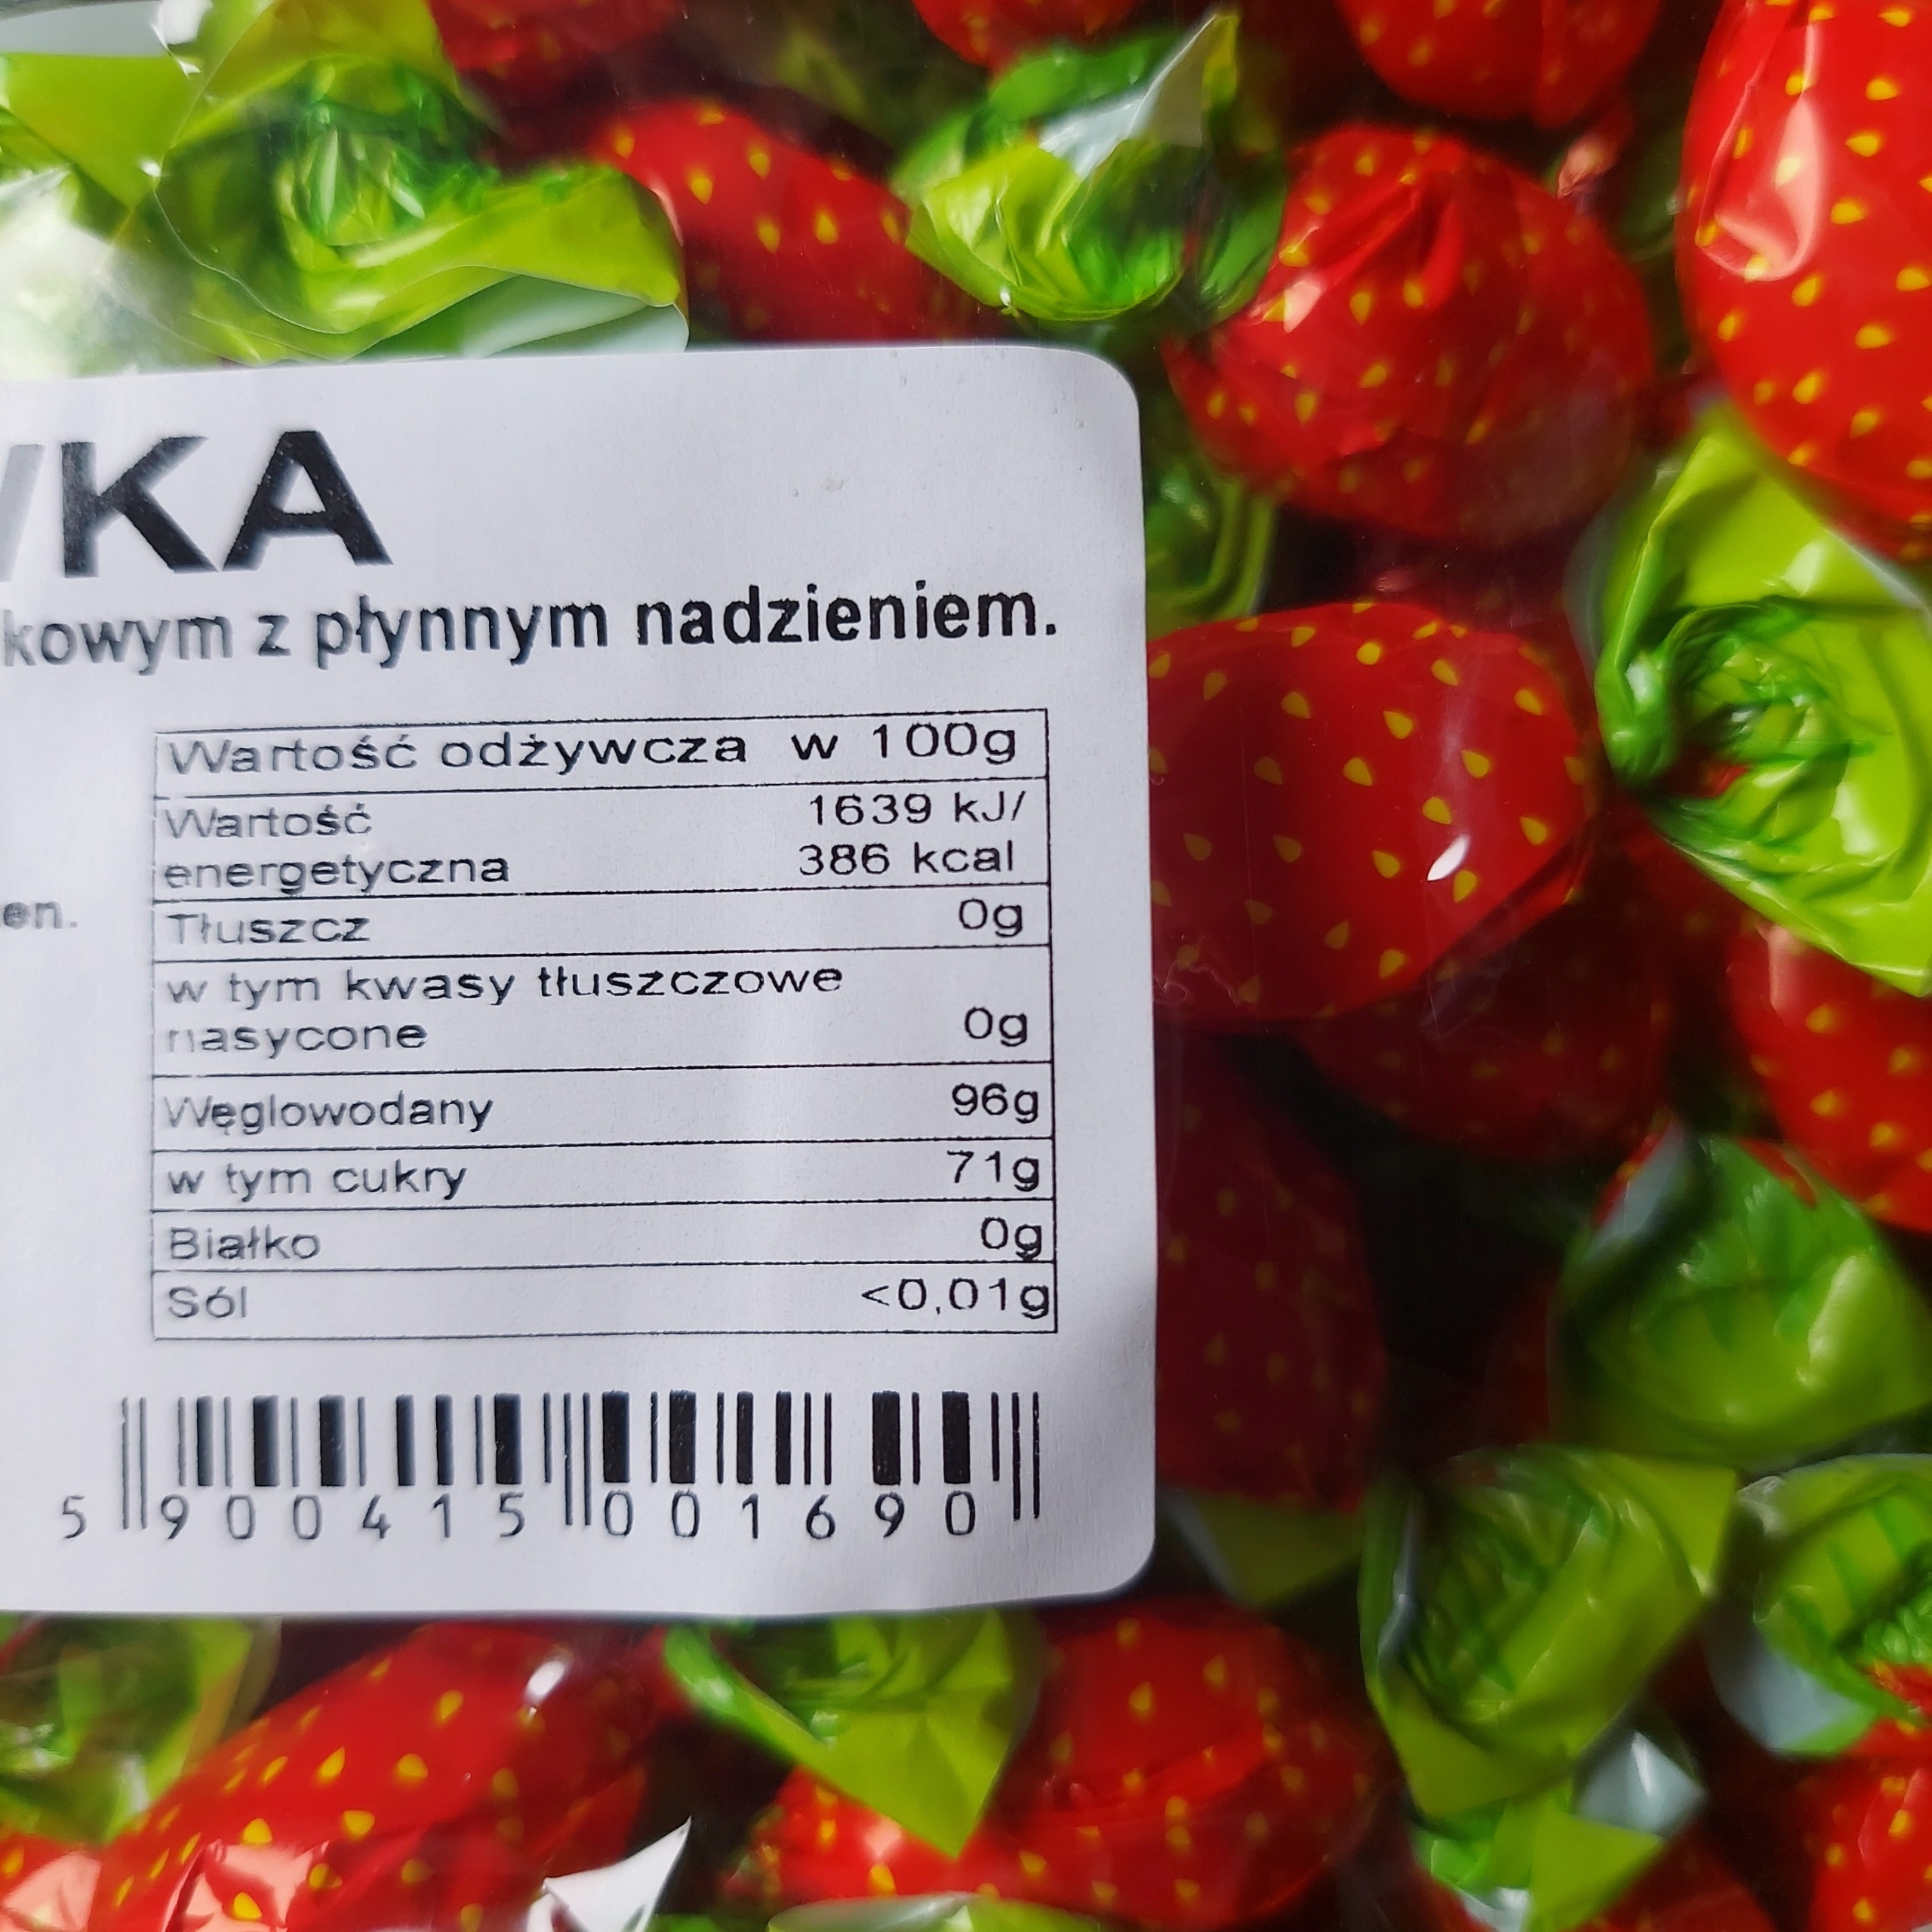 KA
kowym z płynnym nadzieniem.
Wartość odżywcza w 100g
Wartość 1639 kJ/
energetyczna 386 kcal
en.
Tłuszcz 0g
w tym kwasy tłuszczowe
nasycone 0g
Węglowodany 96g
w tym cukry 71g
Białko 0g
Sól <0,01g
5 900415 001690